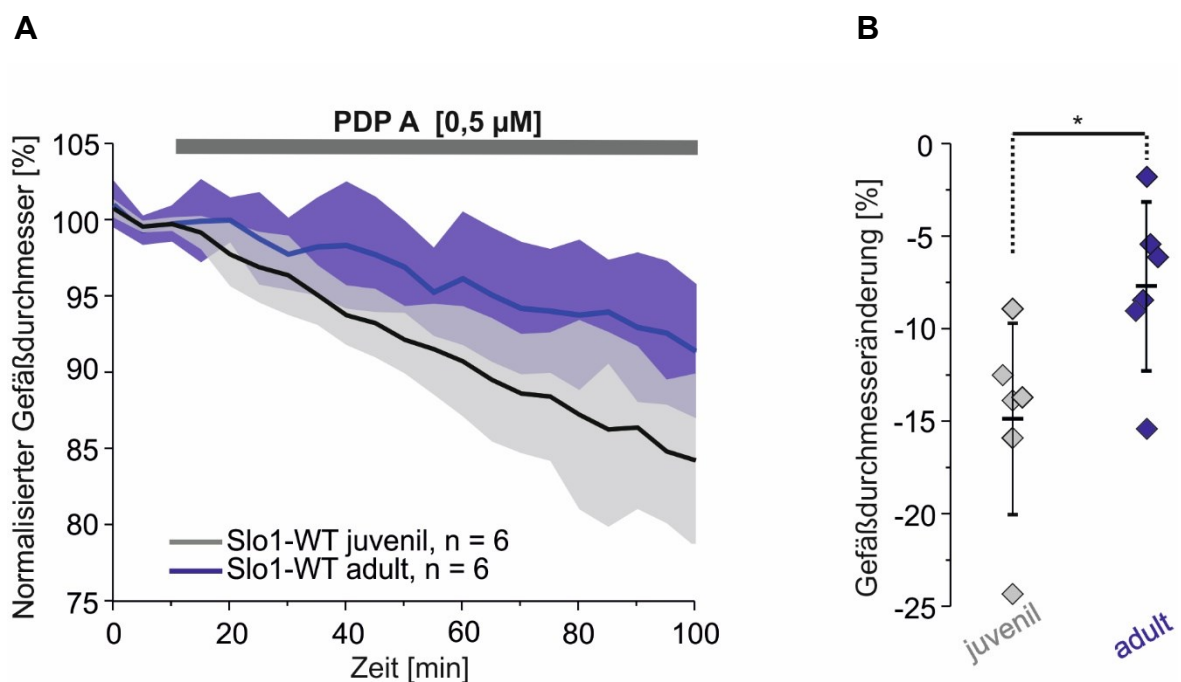 A
B
PDP A [0,5 µM]
Normalisierter Gefäßdurchmesser [%]
105
100
95
90
85
80
75
Slo1-WT juvenil, n = 6
Slo1-WT adult, n = 6
0
20
40
60
80
100
Zeit [min]
*
Gefäßdurchmesseränderung [%]
0
-5
-10
-15
-20
-25
juvenil
adult